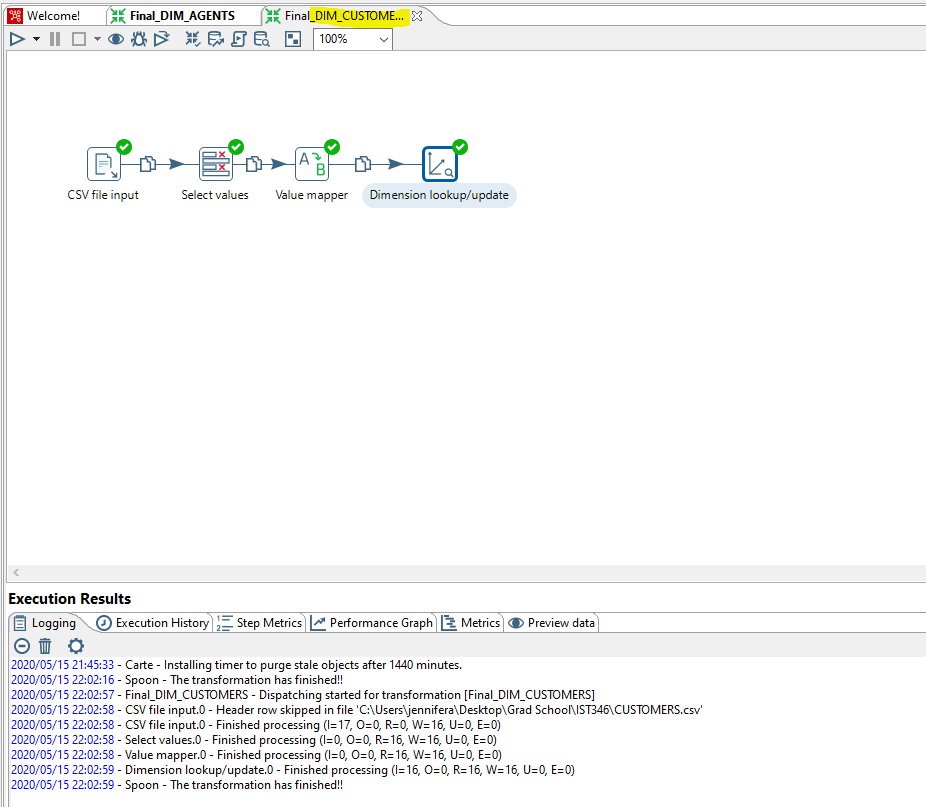 Welcome!
Final_DIM_AGENTS
Final_DIM_CUSTOME...
100%
CSV file input
Select values
A
B
Value mapper
Dimension lookup/update
Execution Results
Logging
Execution History
Step Metrics
Performance Graph
Metrics
Preview data
2020/05/15 21:45:33 - Carte - Installing timer to purge stale objects after 1440 minutes.
2020/05/15 22:02:16 - Spoon - The transformation has finished!!
2020/05/15 22:02:57 - Final_DIM_CUSTOMERS - Dispatching started for transformation [Final_DIM_CUSTOMERS]
2020/05/15 22:02:58 - CSV file input.0 - Header row skipped in file 'C:\Users\jennifera\Desktop\Grad School\IST346\CUSTOMERS.csv'
2020/05/15 22:02:58 - CSV file input.0 - Finished processing (I=17, O=0, R=0, W=16, U=0, E=0)
2020/05/15 22:02:58 - Select values.0 - Finished processing (I=0, O=0, R=16, W=16, U=0, E=0)
2020/05/15 22:02:58 - Value mapper.0 - Finished processing (I=0, O=0, R=16, W=16, U=0, E=0)
2020/05/15 22:02:59 - Dimension lookup/update.0 - Finished processing (I=16, O=0, R=16, W=16, U=0, E=0)
2020/05/15 22:02:59 - Spoon - The transformation has finished!!